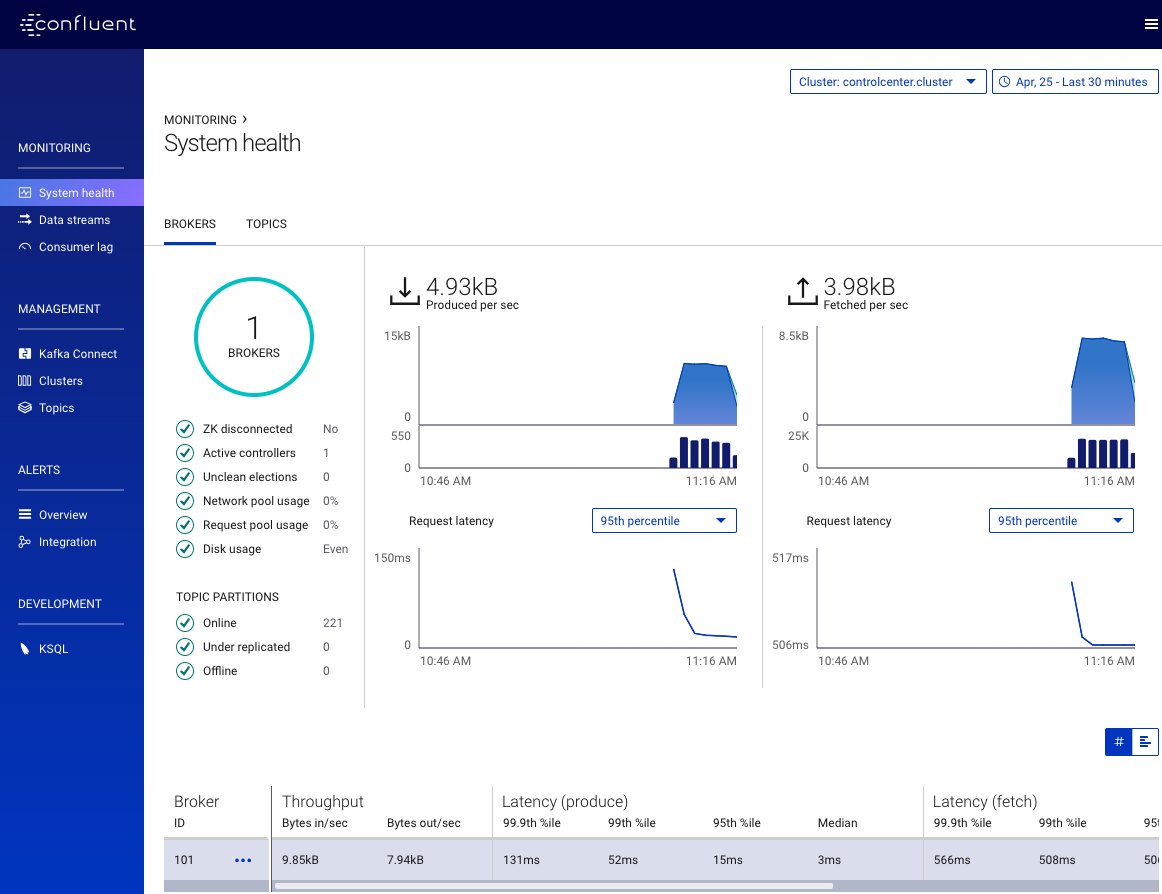 confluent
Cluster: controlcenter.cluster
Apr, 25 - Last 30 minutes
MONITORING ›
System health
MONITORING
System health
Data streams
Consumer lag
MANAGEMENT
Kafka Connect
Clusters
Topics
ALERTS
Overview
Integration
DEVELOPMENT
KSQL
BROKERS TOPICS
1
BROKERS
ZK disconnected No
Active controllers 1
Unclean elections 0
Network pool usage 0%
Request pool usage 0%
Disk usage Even
TOPIC PARTITIONS
Online 221
Under replicated 0
Offline 0
4.93kB
Produced per sec
15kB
0
550
0
10:46 AM 11:16 AM
Request latency 95th percentile
150ms
0
10:46 AM 11:16 AM
3.98kB
Fetched per sec
8.5kB
0
25K
0
10:46 AM 11:16 AM
Request latency 95th percentile
517ms
506ms
10:46 AM 11:16 AM
#
Broker Throughput Latency (produce) Latency (fetch)
ID Bytes in/sec Bytes out/sec 99.9th %ile 99th %ile 95th %ile Median 99.9th %ile 99th %ile
101 ••• 9.85kB 7.94kB 131ms 52ms 15ms 3ms 566ms 508ms